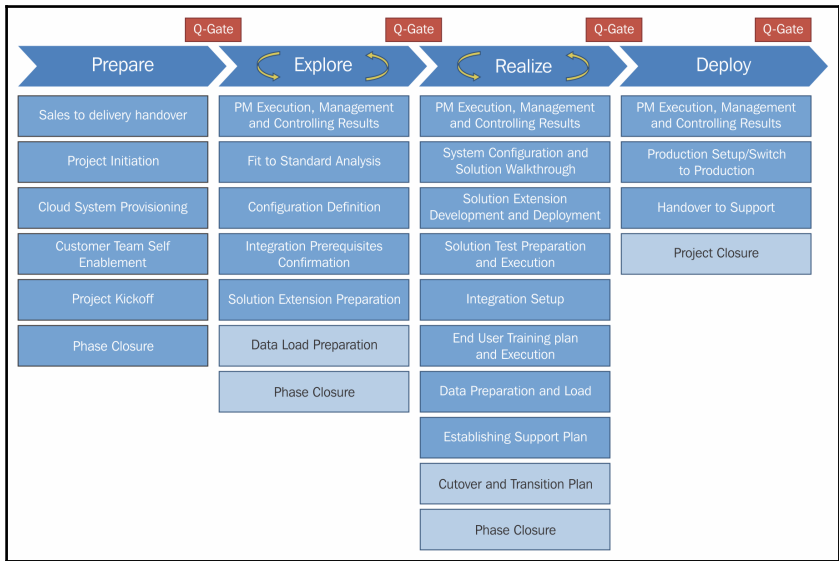 Q-Gate
Q-Gate
Q-Gate
Q-Gate
Prepare
Explore
Realize
Deploy
Sales to delivery handover
Project Initiation
Cloud System Provisioning
Customer Team Self
Enablement
Project Kickoff
Phase Closure
PM Execution, Management
and Controlling Results
Fit to Standard Analysis
Configuration Definition
Integration Prerequisites
Confirmation
Solution Extension Preparation
Data Load Preparation
Phase Closure
PM Execution, Management
and Controlling Results
System Configuration and
Solution Walkthrough
Solution Extension
Development and Deployment
Solution Test Preparation
and Execution
Integration Setup
End User Training plan
and Execution
Data Preparation and Load
Establishing Support Plan
Cutover and Transition Plan
Phase Closure
PM Execution, Management
and Controlling Results
Production Setup/Switch
to Production
Handover to Support
Project Closure